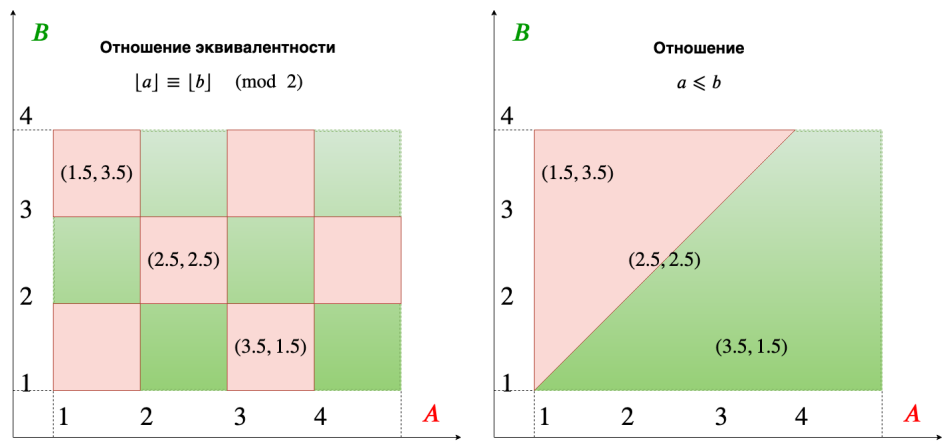 B
Отношение эквивалентности
⌊a⌋ ≡ ⌊b⌋ (mod 2)
4
(1.5, 3.5)
3
(2.5, 2.5)
2
(3.5, 1.5)
1
1 2 3 4 A
B
Отношение
a ⩽ b
4
(1.5, 3.5)
3
(2.5, 2.5)
2
(3.5, 1.5)
1
1 2 3 4 A